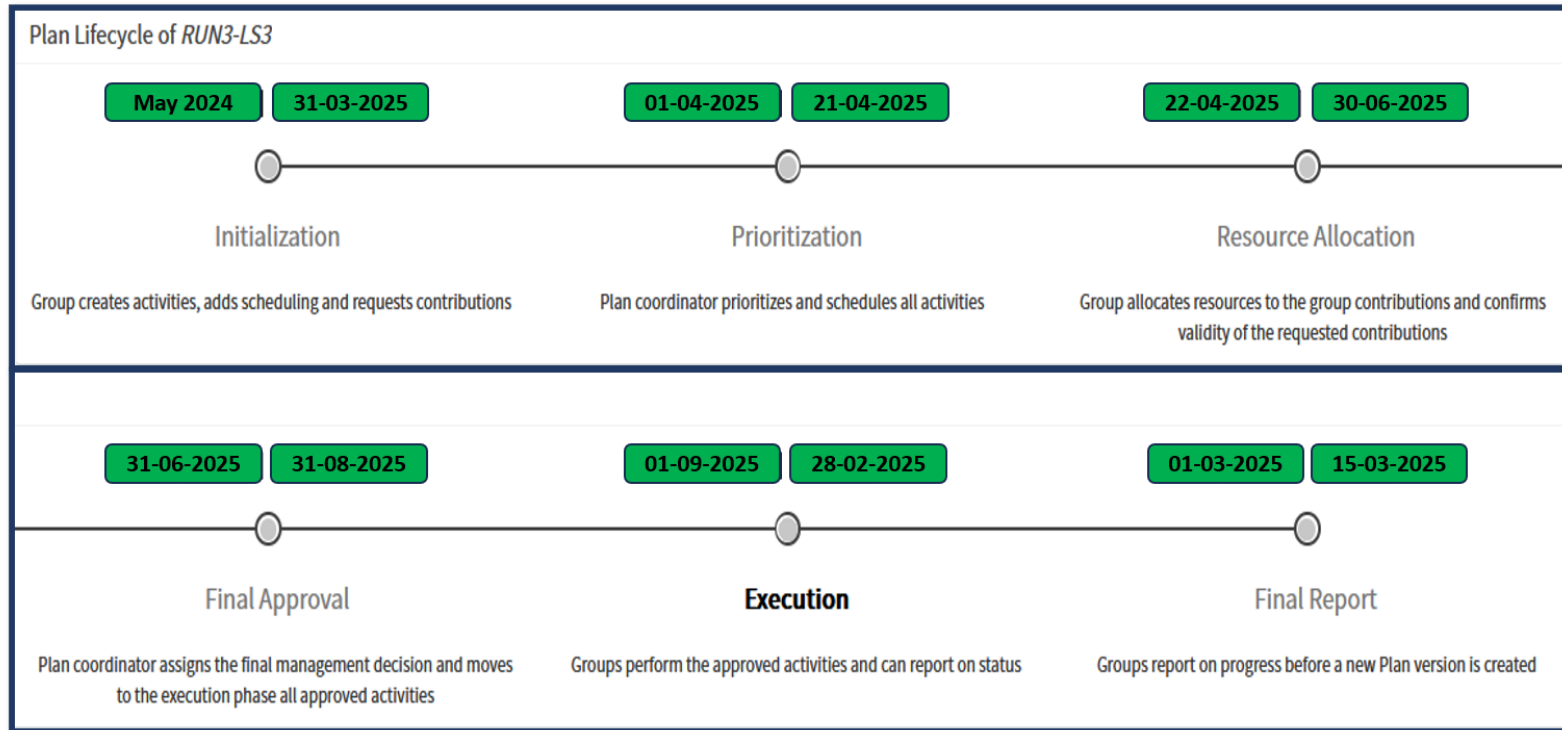 Plan Lifecycle of RUN3-LS3
May 2024 31-03-2025
01-04-2025 21-04-2025
22-04-2025 30-06-2025
Initialization
Prioritization
Resource Allocation
Group creates activities, adds scheduling and requests contributions
Plan coordinator prioritizes and schedules all activities
Group allocates resources to the group contributions and confirms
validity of the requested contributions
31-06-2025 31-08-2025
01-09-2025 28-02-2025
01-03-2025 15-03-2025
Final Approval
Execution
Final Report
Plan coordinator assigns the final management decision and moves
to the execution phase all approved activities
Groups perform the approved activities and can report on status
Groups report on progress before a new Plan version is created